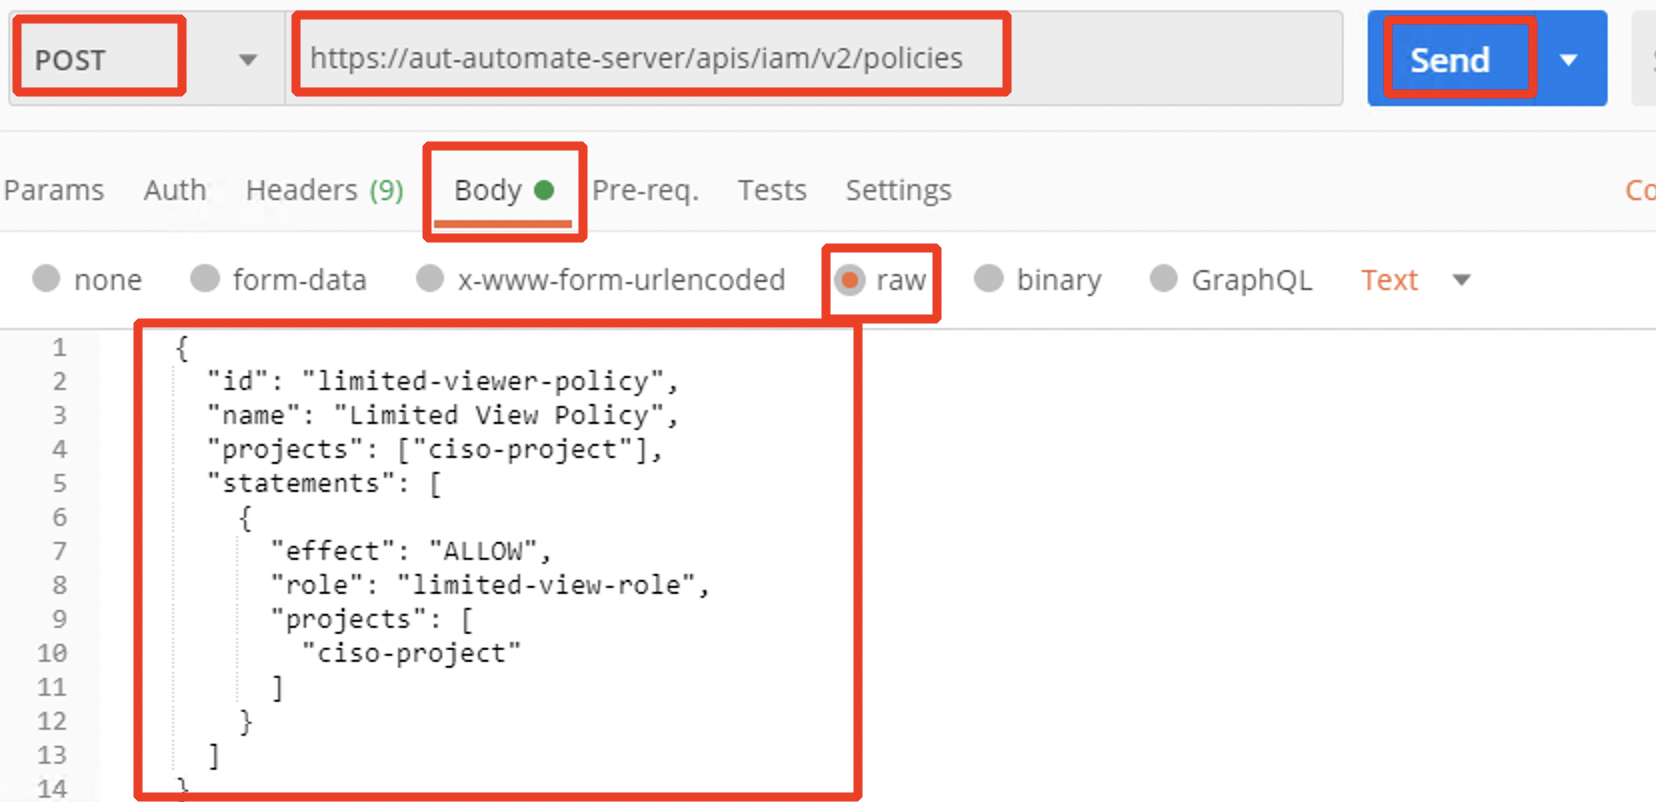 POST https://aut-automate-server/apis/iam/v2/policies Send
Params Auth Headers (9) Body Pre-req. Tests Settings Co
none form-data x-www-form-urlencoded raw binary GraphQL Text
1 {
2 "id": "limited-viewer-policy",
3 "name": "Limited View Policy",
4 "projects": ["ciso-project"],
5 "statements": [
6 {
7 "effect": "ALLOW",
8 "role": "limited-view-role",
9 "projects": [
10 "ciso-project"
11 ]
12 }
13 ]
14 }